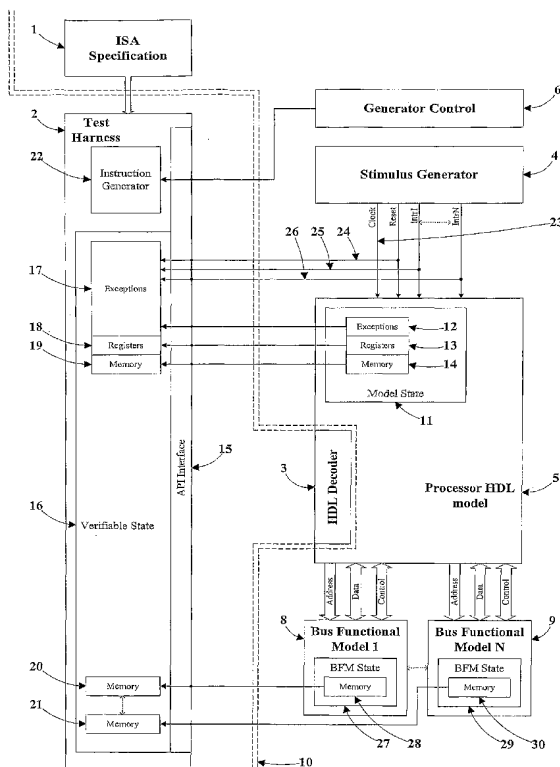 1
ISA
Specification
2
Test
Harness
Generator Control
6
22
Instruction
Generator
Stimulus Generator
4
Clock
Reset
Intr1
IntrN
23
26
25
24
17
Exceptions
18
Registers
19
Memory
Exceptions
12
Registers
13
Memory
14
Model State
11
15
API Interface
16
Verifiable State
3
HDL Decoder
Processor HDL
model
5
Address
Data
Control
Address
Data
Control
8
Bus Functional
Model 1
BFM State
Memory
27
28
9
Bus Functional
Model N
BFM State
Memory
29
30
20
Memory
21
Memory
10